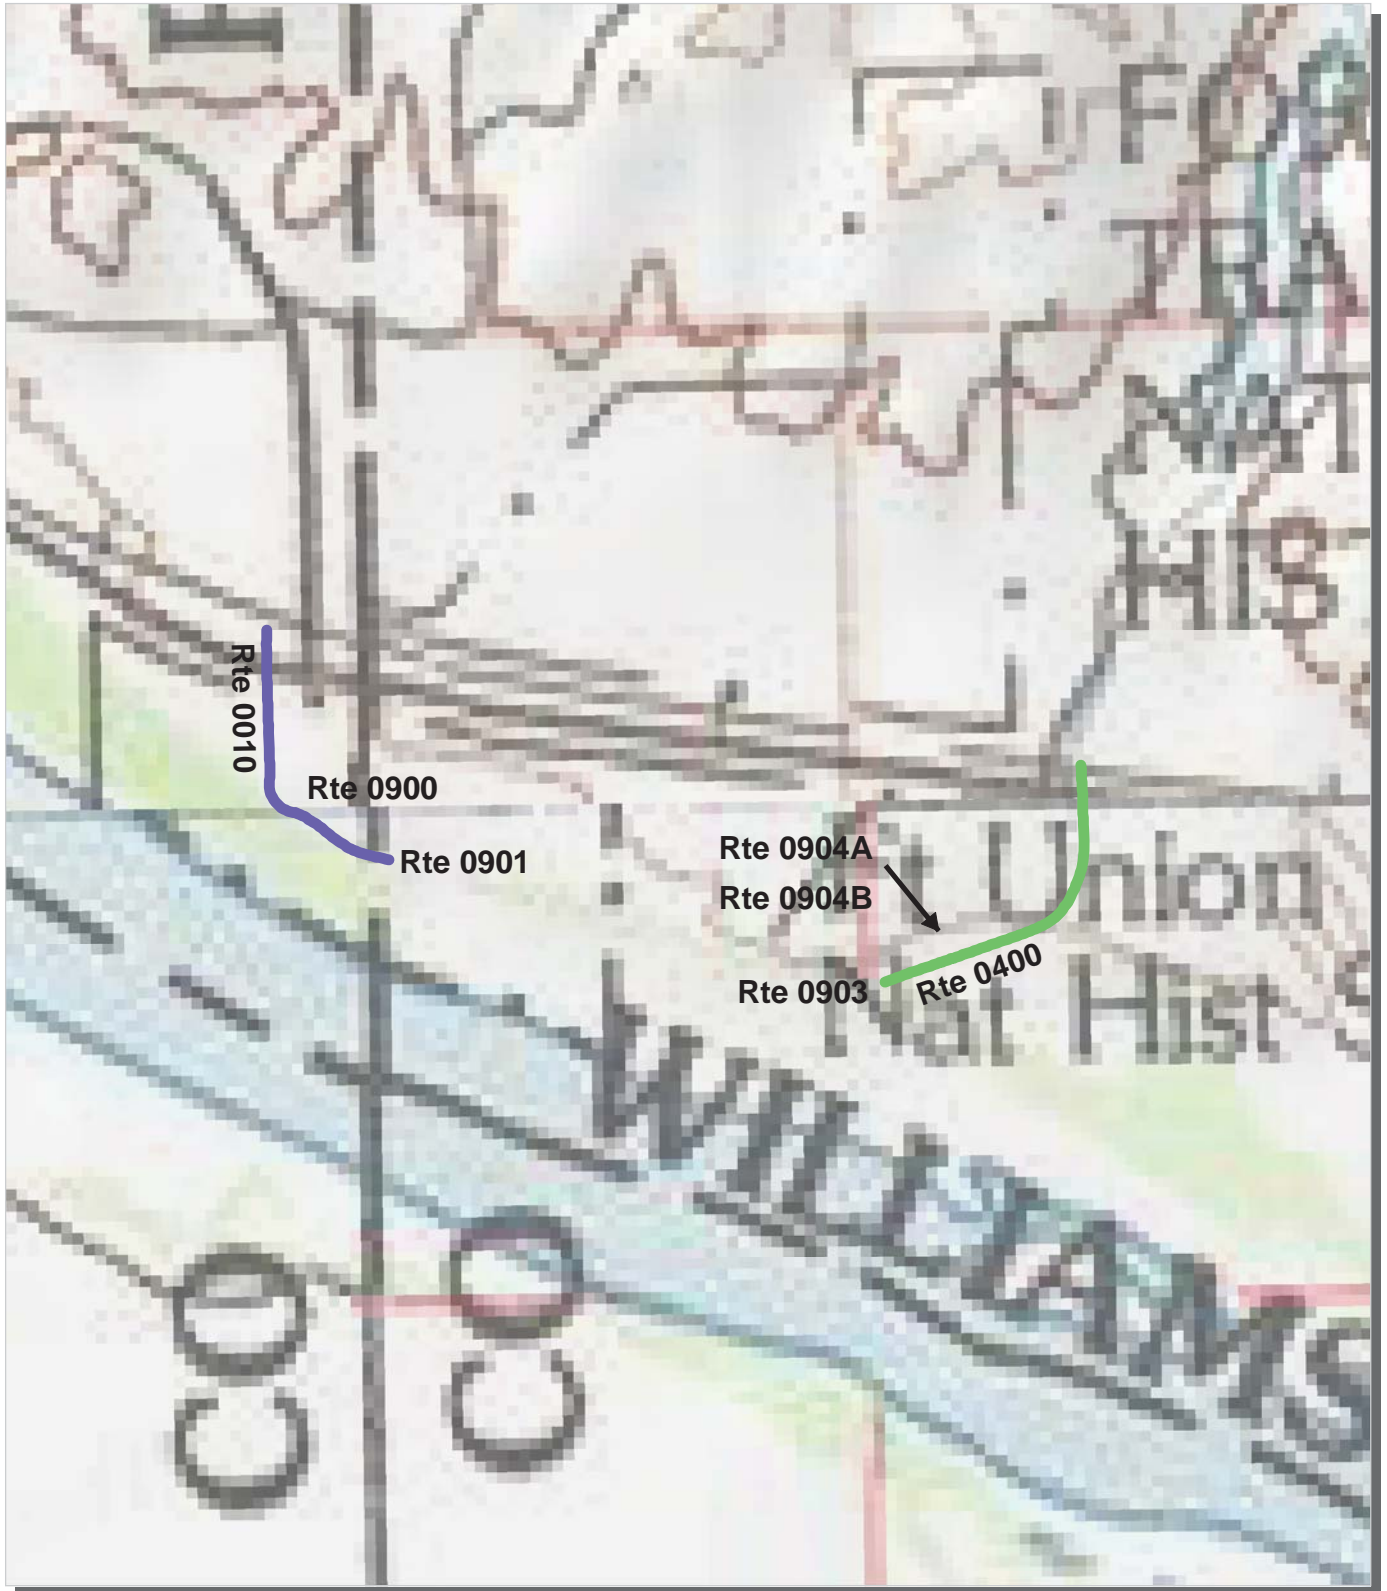 F
HIS
Rte 0010
Rte 0900
Rte 0901
Rte 0904A
Rte 0904B
Ft Union
Rte 0903
Rte 0400
Nat Hist S
WILLIAMS
CO
CO